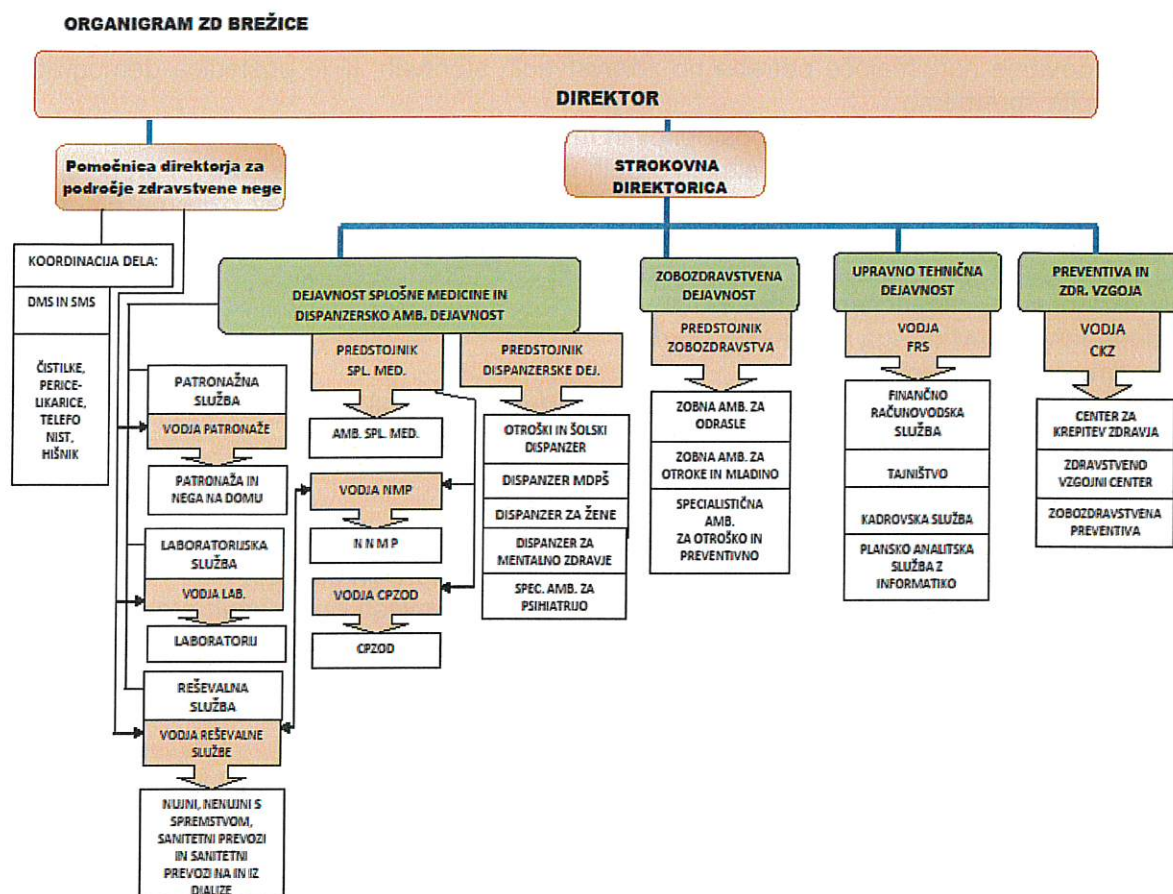 ORGANIGRAM ZD BREŽICE
DIREKTOR
Pomočnica direktorja za
področje zdravstvene nege
STROKOVNA
DIREKTORICA
KOORDINACIJA DELA:
DMS IN SMS
ČISTILKE,
PERICE-
LIKARICE,
TELEFO
NIST,
HIŠNIK
DEJAVNOST SPLOŠNE MEDICINE IN
DISPANZERSKO AMB. DEJAVNOST
PATRONAŽNA
SLUŽBA
VODJA PATRONAŽE
PATRONAŽA IN
NEGA NA DOMU
LABORATORIJSKA
SLUŽBA
VODJA LAB.
LABORATORIJ
REŠEVALNA
SLUŽBA
VODJA REŠEVALNE
SLUŽBE
NUJNI, NENUJNI S
SPREMSTVOM,
SANITETNI PREVOZI
IN SANITETNI
PREVOZI NA IN IZ
DIALIZE
PREDSTOJNIK
SPL. MED.
AMB. SPL. MED.
VODJA NMP
N N M P
VODJA CPZOD
CPZOD
PREDSTOJNIK
DISPANZERSKE DEJ.
OTROŠKI IN ŠOLSKI
DISPANZER
DISPANZER MDPŠ
DISPANZER ZA ŽENE
DISPANZER ZA
MENTALNO ZDRAVJE
SPEC. AMB. ZA
PSIHIATRIJO
ZOBOZDRAVSTVENA
DEJAVNOST
PREDSTOJNIK
ZOBOZDRAVSTVA
ZOBNA AMB. ZA
ODRASLE
ZOBNA AMB. ZA
OTROKE IN MLADINO
SPECIALISTIČNA
AMB.
ZA OTROŠKO IN
PREVENTIVNO
UPRAVNO TEHNIČNA
DEJAVNOST
VODJA
FRS
FINANČNO
RAČUNOVODSKA
SLUŽBA
TAJNIŠTVO
KADROVSKA SLUŽBA
PLANSKO ANALITSKA
SLUŽBA Z
INFORMATIKO
PREVENTIVA IN
ZDR. VZGOJA
VODJA
CKZ
CENTER ZA
KREPITEV ZDRAVJA
ZDRAVSTVENO
VZGOJNI CENTER
ZOBOZDRAVSTVENA
PREVENTIVA